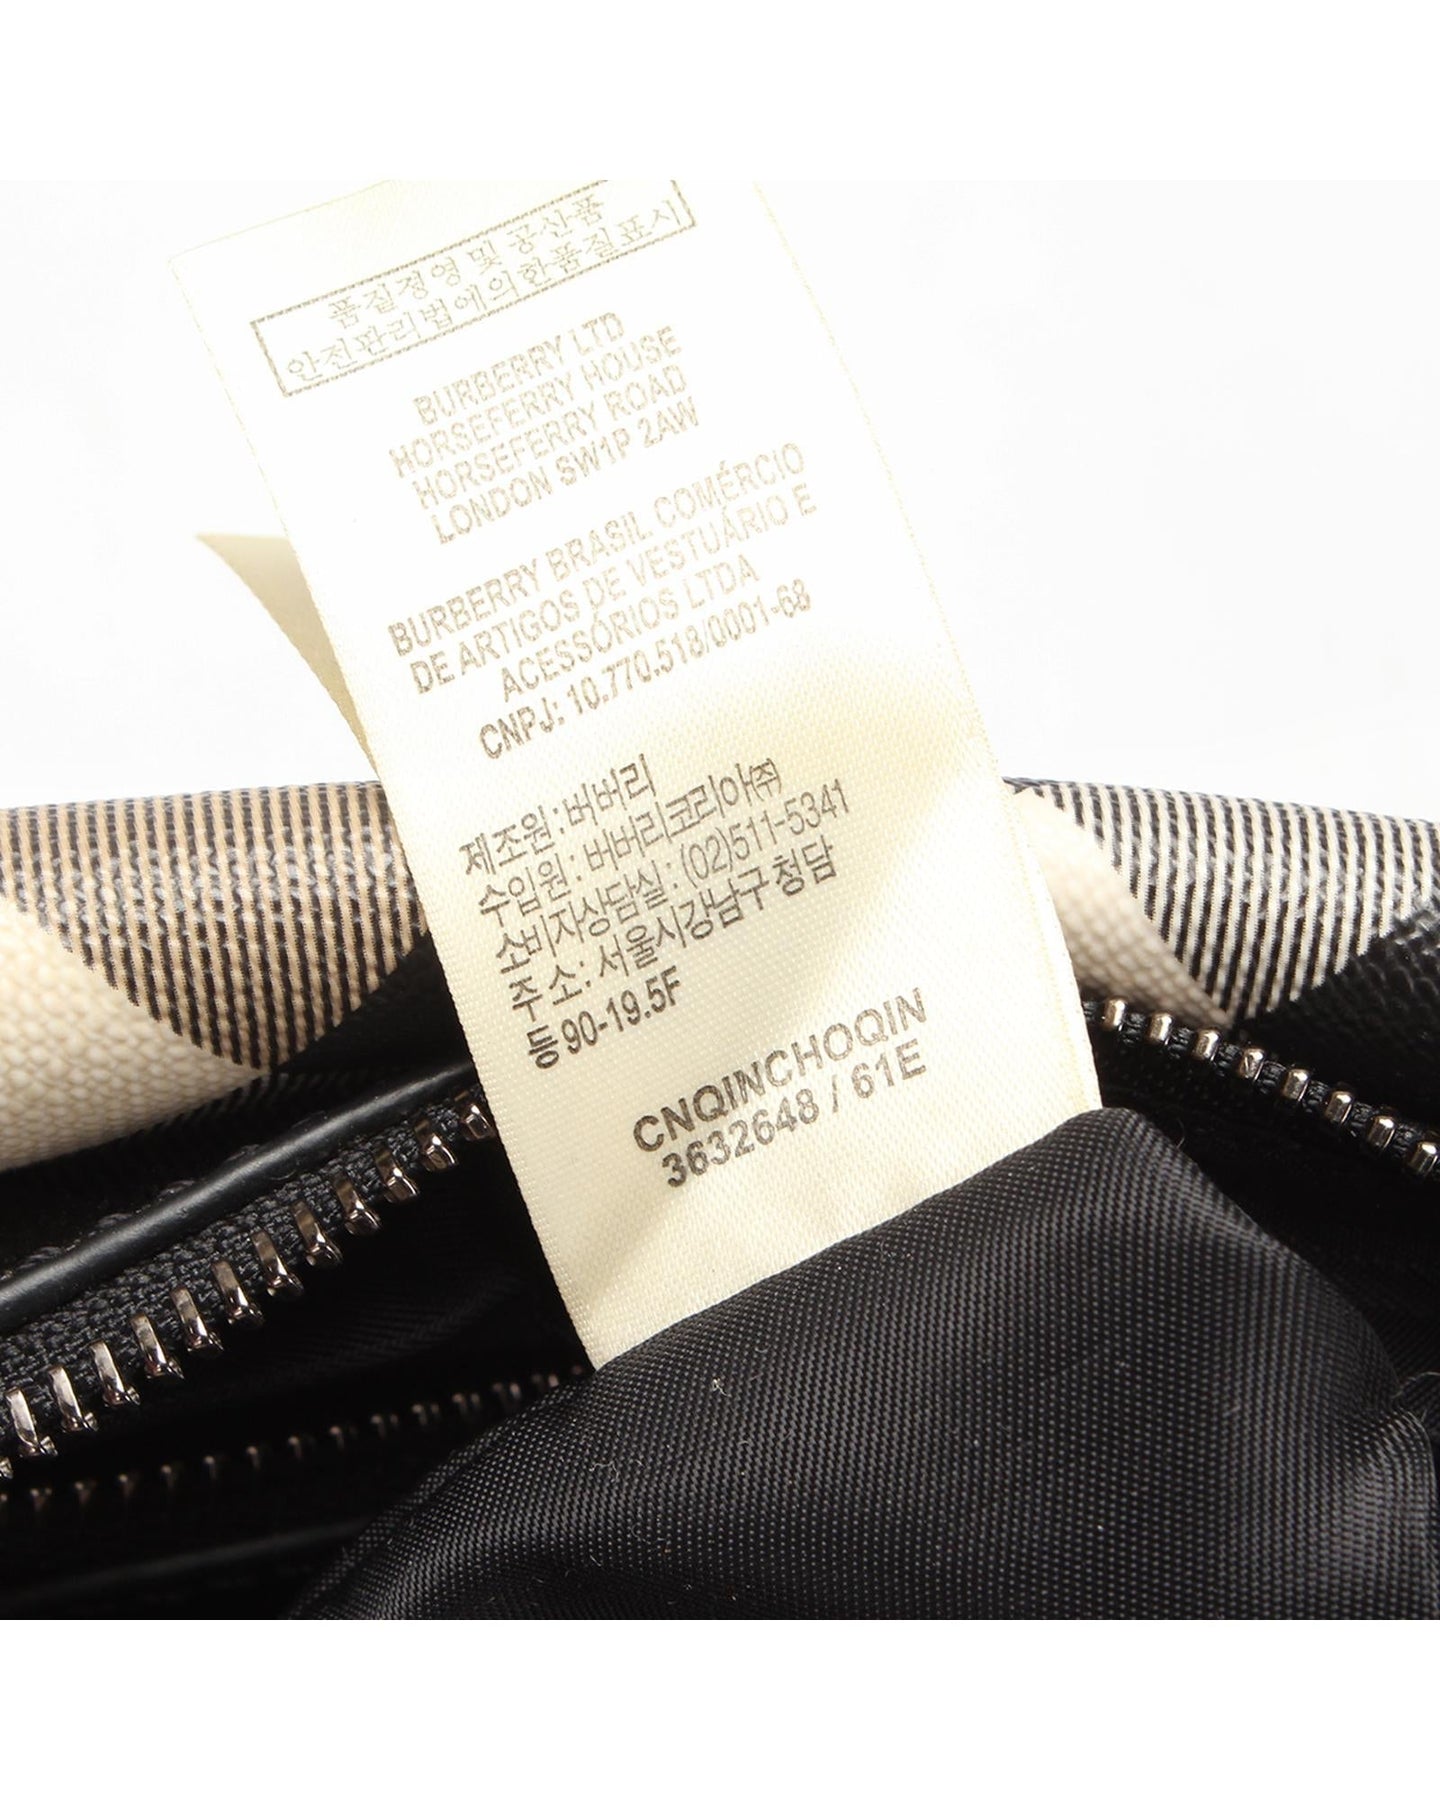 품질경영 및 공산품
안전관리법에의한품질표시
BURBERRY LTD
HORSEFERRY HOUSE
HORSEFERRY ROAD
LONDON SW1P 2AW
BURBERRY BRASIL COMÉRCIO
DE ARTIGOS DE VESTUÁRIO E
ACESSÓRIOS LTDA
CNPJ: 10.770.518/0001-68
제조원 : 버버리
수입원 : 버버리코리아(주)
소비자상담실 : (02)511-5341
주소: 서울시강남구청담
동90-19.5F
CNQINCHOQIN
3632648 / 61E